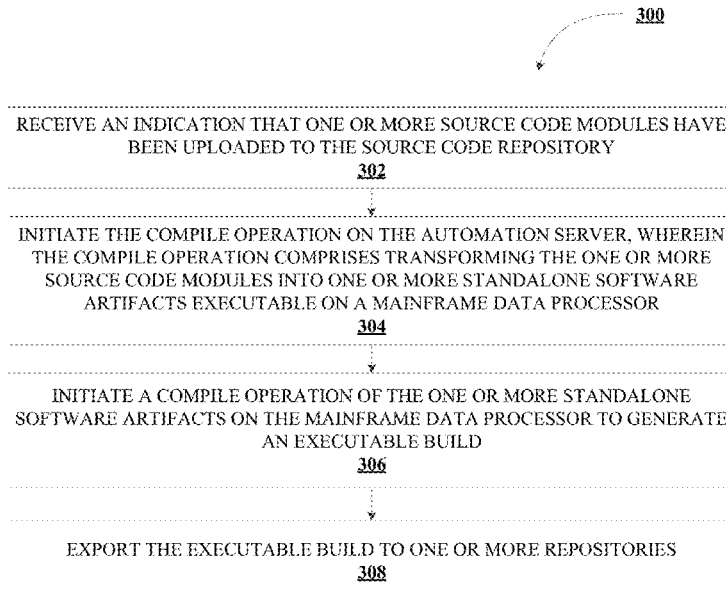 300
RECEIVE AN INDICATION THAT ONE OR MORE SOURCE CODE MODULES HAVE
BEEN UPLOADED TO THE SOURCE CODE REPOSITORY
302
INITIATE THE COMPILE OPERATION ON THE AUTOMATION SERVER, WHEREIN
THE COMPILE OPERATION COMPRISES TRANSFORMING THE ONE OR MORE
SOURCE CODE MODULES INTO ONE OR MORE STANDALONE SOFTWARE
ARTIFACTS EXECUTABLE ON A MAINFRAME DATA PROCESSOR
304
INITIATE A COMPILE OPERATION OF THE ONE OR MORE STANDALONE
SOFTWARE ARTIFACTS ON THE MAINFRAME DATA PROCESSOR TO GENERATE
AN EXECUTABLE BUILD
306
EXPORT THE EXECUTABLE BUILD TO ONE OR MORE REPOSITORIES
308